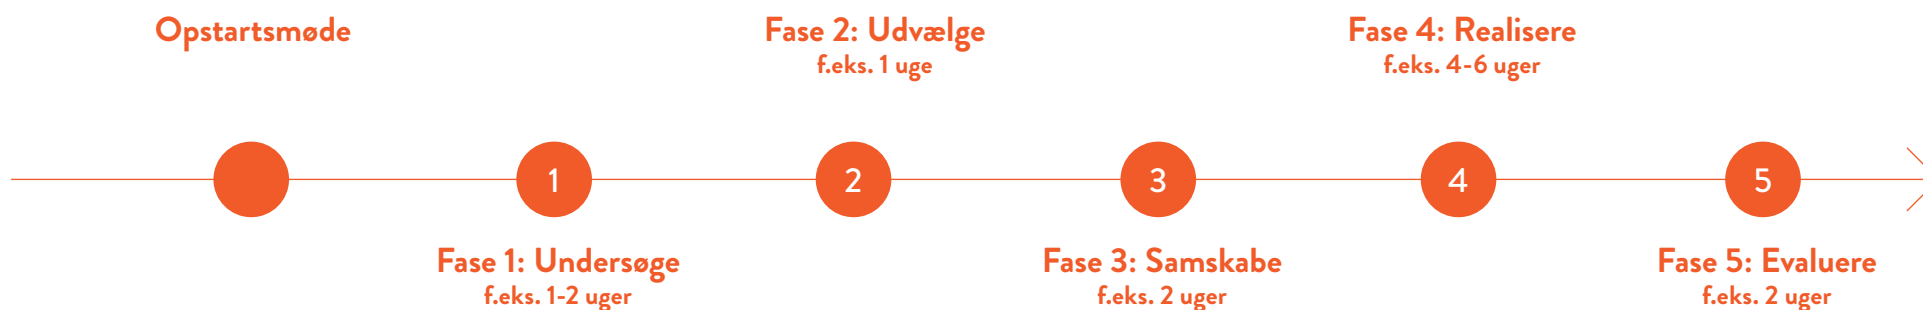 Opstartsmøde
Fase 2: Udvælge
f.eks. 1 uge
Fase 4: Realisere
f.eks. 4-6 uger
1
2
3
4
5
Fase 1: Undersøge
f.eks. 1-2 uger
Fase 3: Samskabe
f.eks. 2 uger
Fase 5: Evaluere
f.eks. 2 uger